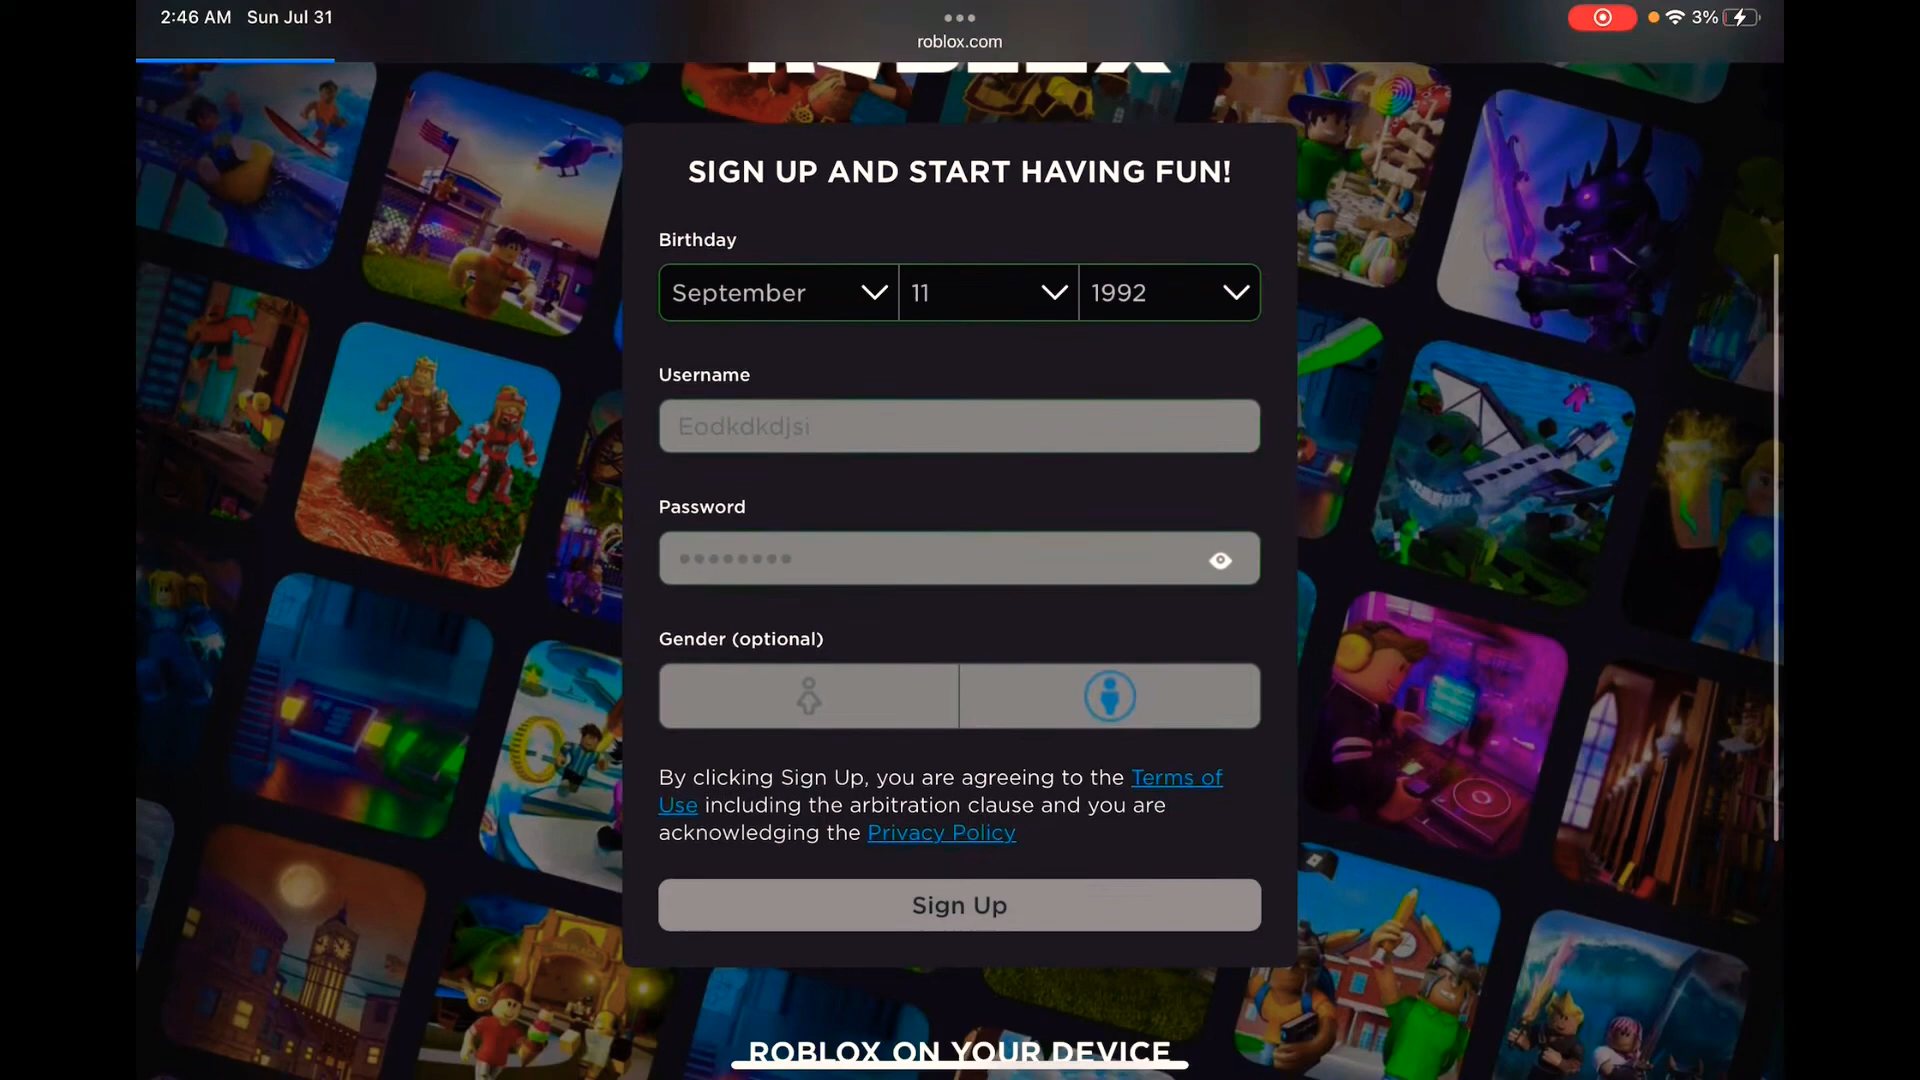 2:46 AM Sun Jul 31
3%
roblox.com
ROBLOX
SIGN UP AND START HAVING FUN!
Birthday
September 11 1992
Username
Eodkdkdjsi
Password
Gender (optional)
By clicking Sign Up, you are agreeing to the Terms of
Use including the arbitration clause and you are
acknowledging the Privacy Policy
Sign Up
ROBLOX ON YOUR DEVICE